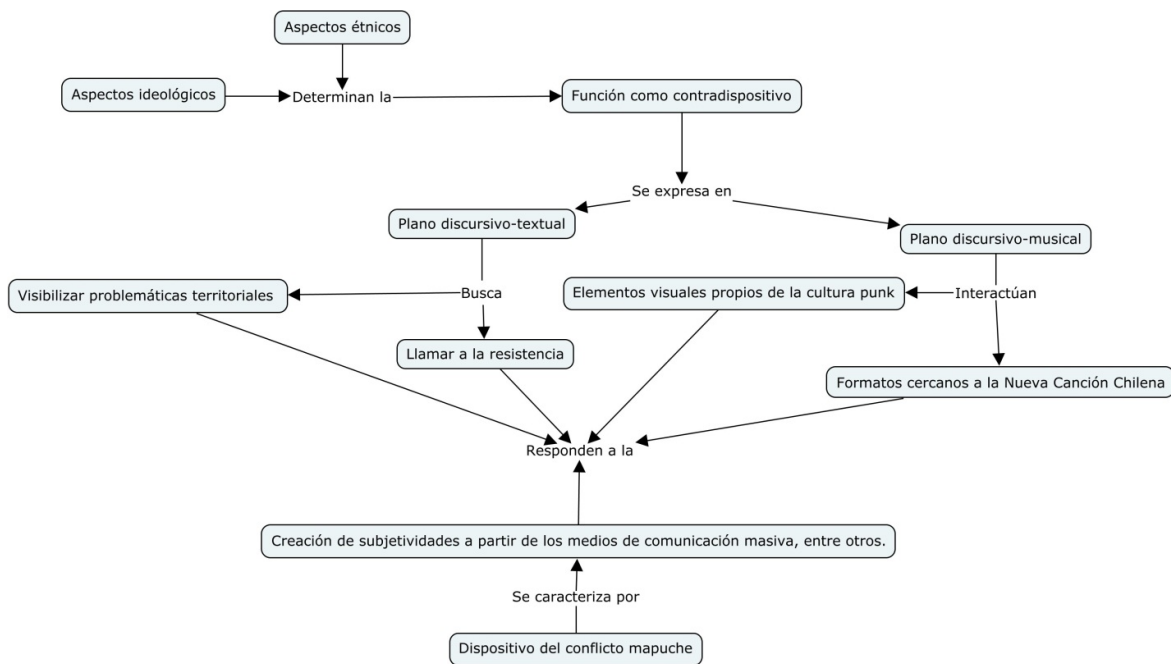 Aspectos étnicos
Aspectos ideológicos
Determinan la
Función como contradispositivo
Se expresa en
Plano discursivo-textual
Plano discursivo-musical
Visibilizar problemáticas territoriales
Busca
Elementos visuales propios de la cultura punk
Interactúan
Llamar a la resistencia
Formatos cercanos a la Nueva Canción Chilena
Responden a la
Creación de subjetividades a partir de los medios de comunicación masiva, entre otros.
Se caracteriza por
Dispositivo del conflicto mapuche